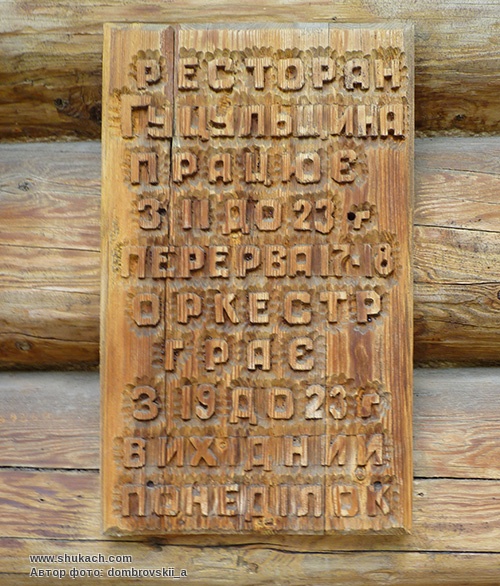 РЕСТОРАН
ГУЦУЛЬЩИНА
ПРАЦЮЄ
З 11 ДО 23 г
ПЕРЕРВА 17-18
ОРКЕСТР
ГРАЄ
З 19 ДО 23 г
ВИХІДНИЙ
ПОНЕДІЛОК
www.shukach.com
Автор фото: dombrovskii_a